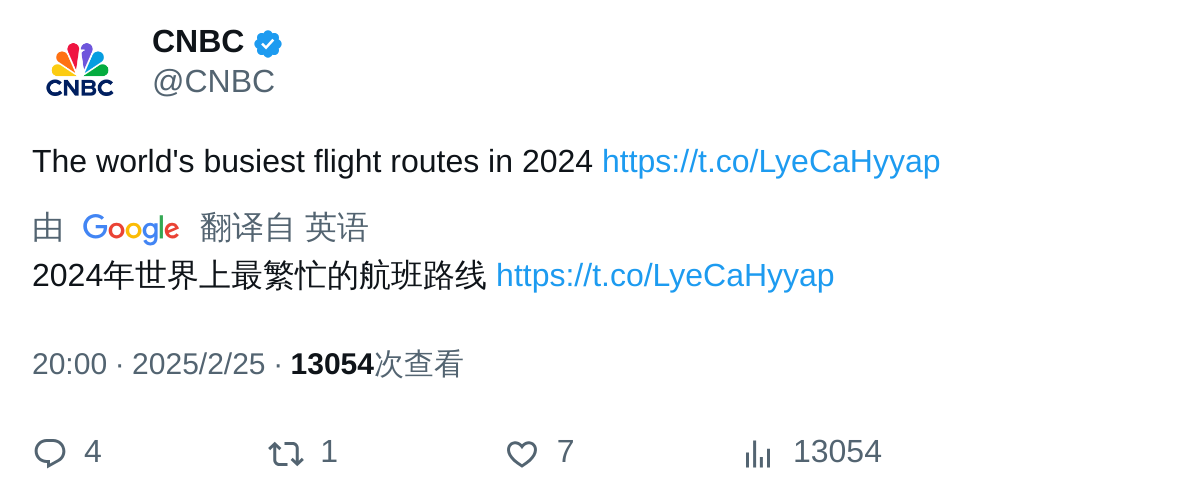 CNBC
CNBC
@CNBC
The world's busiest flight routes in 2024 https://t.co/LyeCaHyyap
由 Google 翻译自 英语
2024年世界上最繁忙的航班路线 https://t.co/LyeCaHyyap
20:00 · 2025/2/25 · 13054次查看
4 1 7 13054